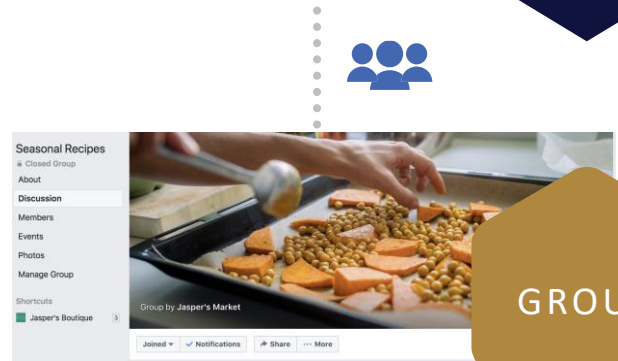 Seasonal Recipes
Closed Group
About
Discussion
Members
Events
Photos
Manage Group
Shortcuts
Jasper's Boutique 3
Group by Jasper's Market
Joined Notifications Share ··· More
GROU